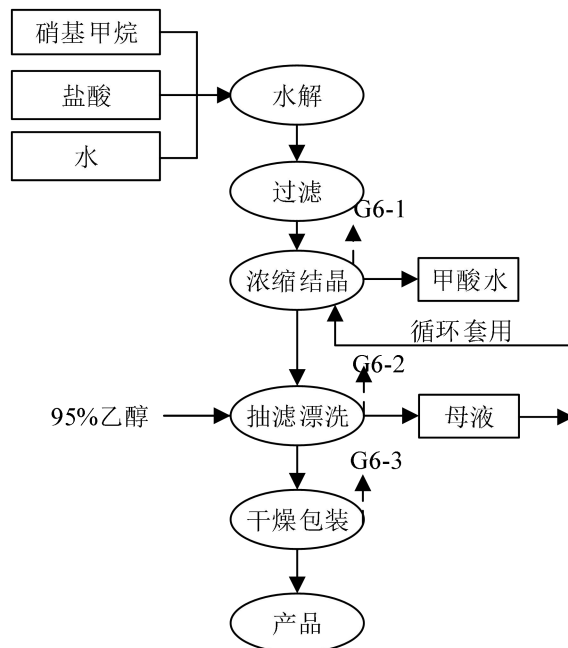 硝基甲烷
盐酸
水
水解
过滤
G6-1
浓缩结晶
甲酸水
循环套用
G6-2
95%乙醇
抽滤漂洗
母液
G6-3
干燥包装
产品